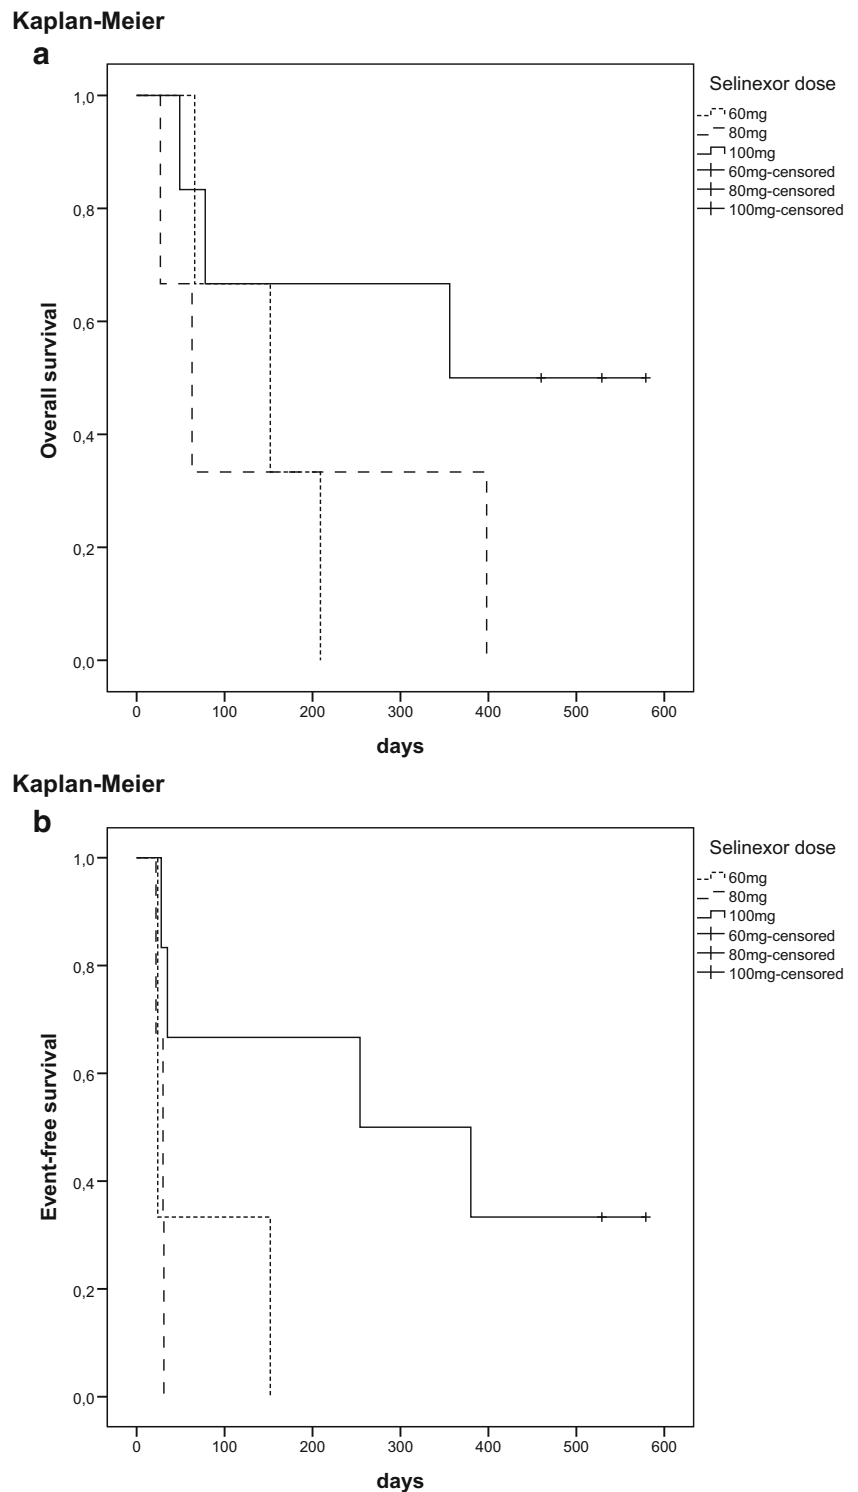 Kaplan-Meier
a
Selinexor dose
60mg
80mg
100mg
60mg-censored
80mg-censored
100mg-censored
1,0
0,8
0,6
0,4
0,2
0,0
Overall survival
0 100 200 300 400 500 600
days
Kaplan-Meier
b
Selinexor dose
60mg
80mg
100mg
60mg-censored
80mg-censored
100mg-censored
1,0
0,8
0,6
0,4
0,2
0,0
Event-free survival
0 100 200 300 400 500 600
days